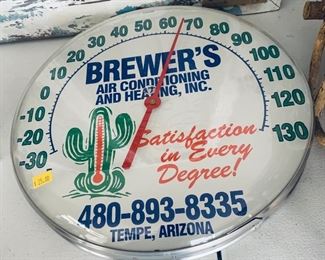 -30
-20
-10
0
10
20
30
40
50
60
70
80
90
100
110
120
130
BREWER'S
AIR CONDITIONING
AND HEATING, INC.
Satisfaction
in Every
Degree!
480-893-8335
TEMPE, ARIZONA